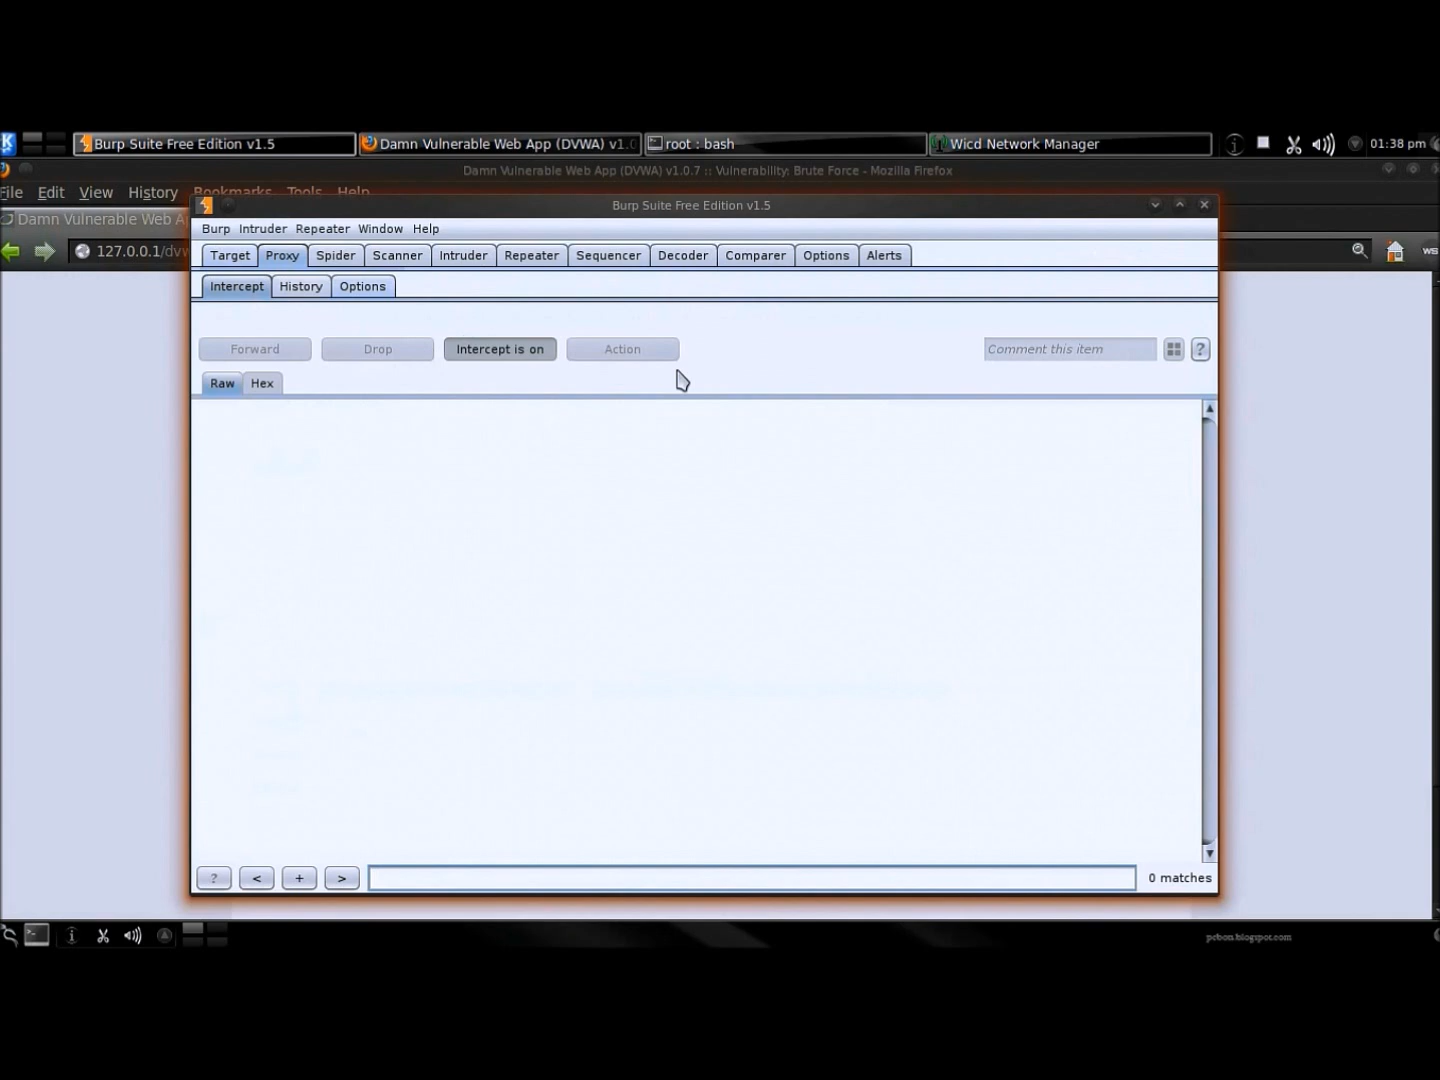 Burp Suite Free Edition v1.5 Damn Vulnerable Web App (DVWA) v1.0 root : bash Wicd Network Manager 01:38 pm
Damn Vulnerable Web App (DVWA) v1.0.7 :: Vulnerability: Brute Force - Mozilla Firefox
File Edit View History Bookmarks Tools Help
Burp Suite Free Edition v1.5
Damn Vulnerable Web A
Burp Intruder Repeater Window Help
127.0.0.1/dvw
Target Proxy Spider Scanner Intruder Repeater Sequencer Decoder Comparer Options Alerts
Intercept History Options
Forward Drop Intercept is on Action Comment this item ?
Raw Hex
? < + > 0 matches
pcbon.blogspot.com